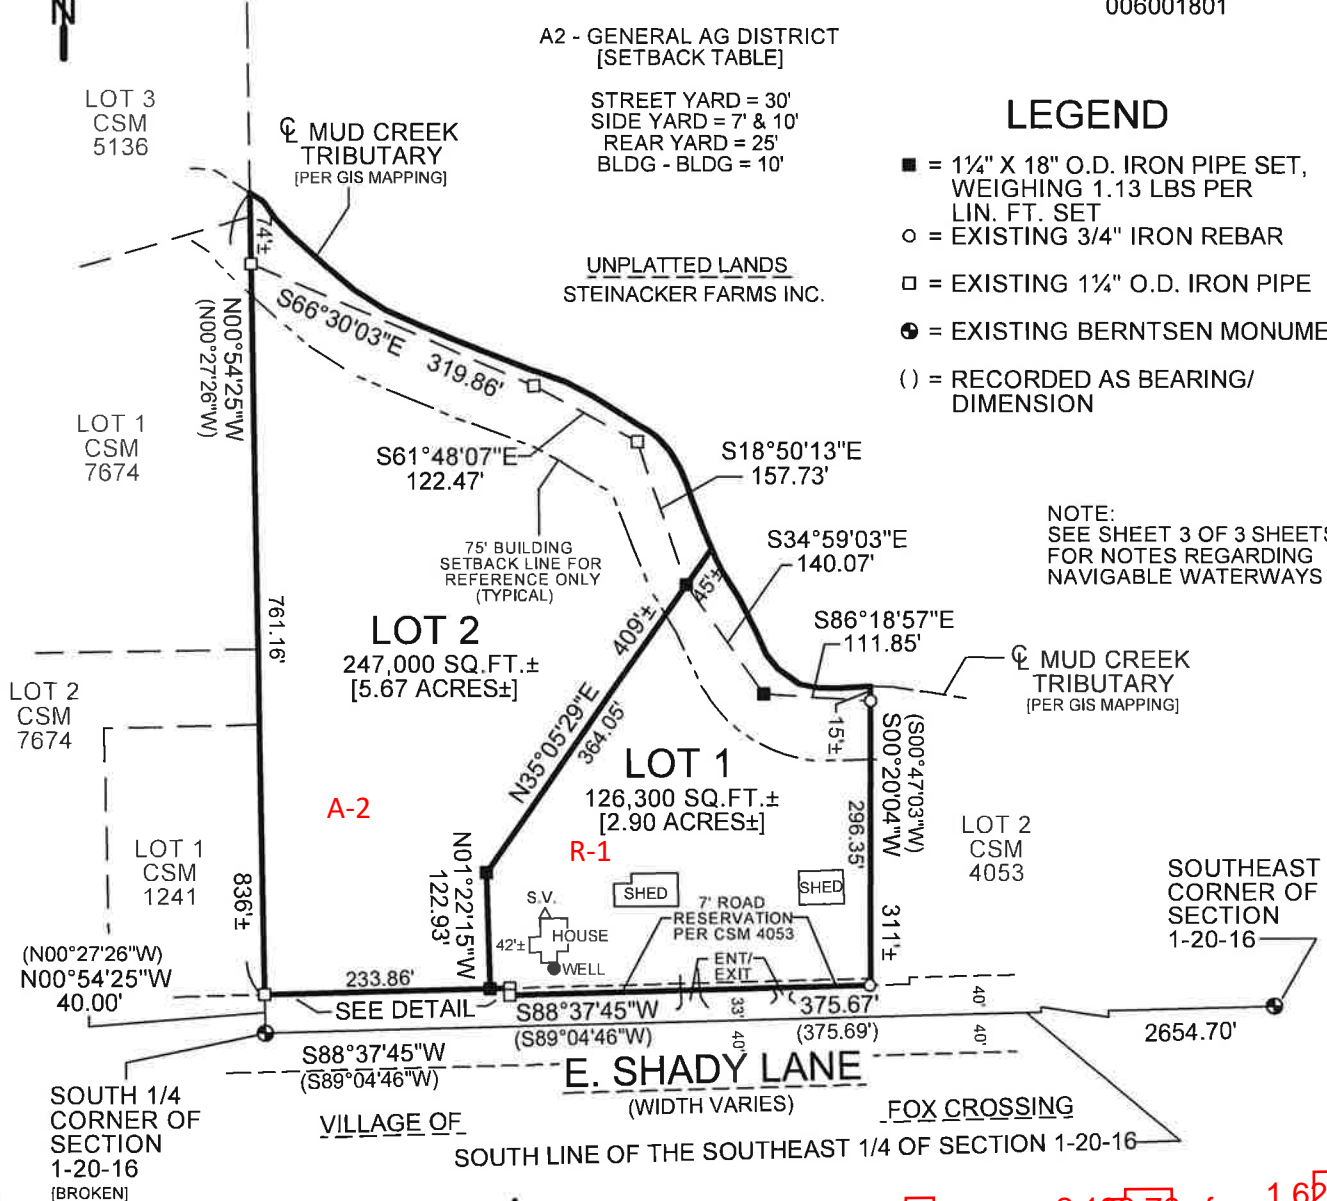 N
006001801
A2 - GENERAL AG DISTRICT
[SETBACK TABLE]
STREET YARD = 30'
SIDE YARD = 7' & 10'
REAR YARD = 25'
BLDG - BLDG = 10'
LEGEND
■ = 1¼" X 18" O.D. IRON PIPE SET,
WEIGHING 1.13 LBS PER
LIN. FT. SET
○ = EXISTING 3/4" IRON REBAR
□ = EXISTING 1¼" O.D. IRON PIPE
= EXISTING BERNTSEN MONUME
( ) = RECORDED AS BEARING/
DIMENSION
LOT 3
CSM
5136
℄ MUD CREEK
TRIBUTARY
[PER GIS MAPPING]
UNPLATTED LANDS
STEINACKER FARMS INC.
74'±
S66°30'03"E 319.86'
N00°54'25"W
(N00°27'26"W)
LOT 1
CSM
7674
S61°48'07"E
122.47'
S18°50'13"E
157.73'
75' BUILDING
SETBACK LINE FOR
REFERENCE ONLY
(TYPICAL)
S34°59'03"E
140.07'
NOTE:
SEE SHEET 3 OF 3 SHEETS
FOR NOTES REGARDING
NAVIGABLE WATERWAYS
45'±
S86°18'57"E
111.85'
761.16'
LOT 2
247,000 SQ.FT.±
[5.67 ACRES±]
409'±
N35°05'29"E
364.05'
℄ MUD CREEK
TRIBUTARY
[PER GIS MAPPING]
LOT 2
CSM
7674
15'±
(S00°47'03"W)
S00°20'04"W
296.35'
LOT 1
126,300 SQ.FT.±
[2.90 ACRES±]
A-2
R-1
LOT 1
CSM
1241
LOT 2
CSM
4053
836'±
N01°22'15"W
122.93'
S.V.
HOUSE
42'±
WELL
SHED
SHED
7' ROAD
RESERVATION
PER CSM 4053
ENT/
EXIT
311'±
SOUTHEAST
CORNER OF
SECTION
1-20-16
(N00°27'26"W)
N00°54'25"W
40.00'
233.86'
SEE DETAIL
S88°37'45"W
(S89°04'46"W)
33'
40'
375.67'
(375.69')
40'
40'
2654.70'
S88°37'45"W
(S89°04'46"W)
E. SHADY LANE
(WIDTH VARIES)
VILLAGE OF
FOX CROSSING
SOUTH 1/4
CORNER OF
SECTION
1-20-16
[BROKEN]
SOUTH LINE OF THE SOUTHEAST 1/4 OF SECTION 1-20-16